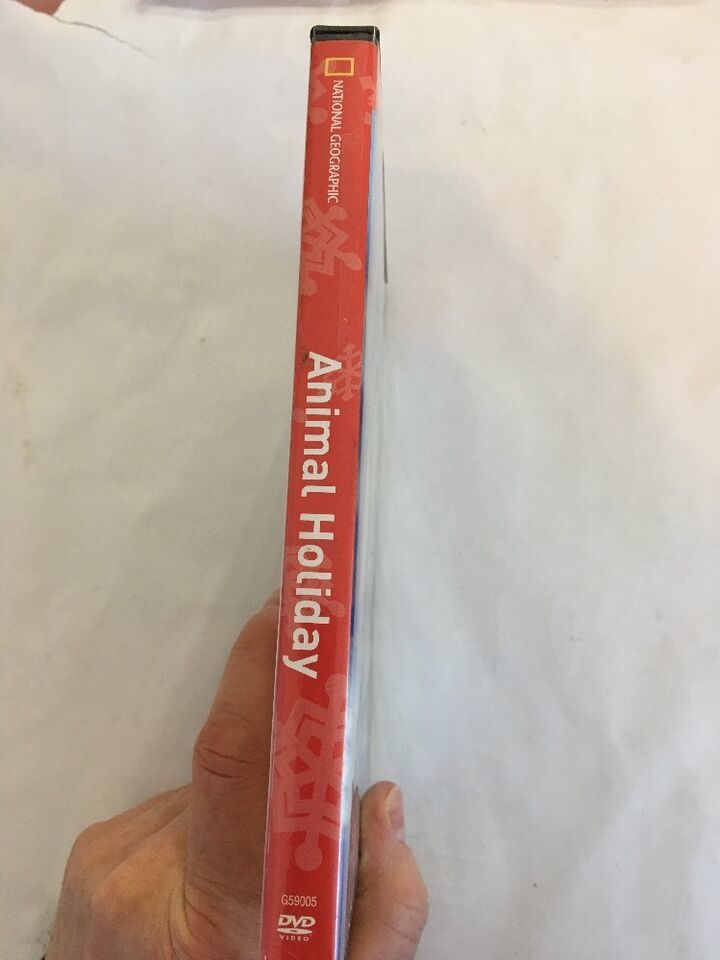 NATIONAL GEOGRAPHIC
Animal Holiday
G59005
DVD
VIDEO